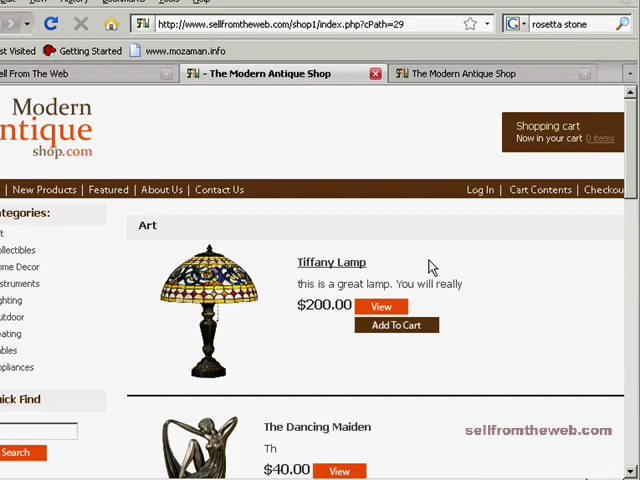 http://www.sellfromtheweb.com/shop1/index.php?cPath=29
rosetta stone
st Visited
Getting Started
www.mozaman.info
ell From The Web
- The Modern Antique Shop
The Modern Antique Shop
Modern
ntique
shop.com
Shopping cart
Now in your cart 0 items
| New Products | Featured | About Us | Contact Us
Log In | Cart Contents | Checkou
ategories:
t
ollectibles
ome Decor
struments
ghting
utdoor
eating
bles
ppliances
uick Find
Search
Art
Tiffany Lamp
this is a great lamp. You will really
$200.00 View
Add To Cart
The Dancing Maiden
Th
$40.00 View
sellfromtheweb.com